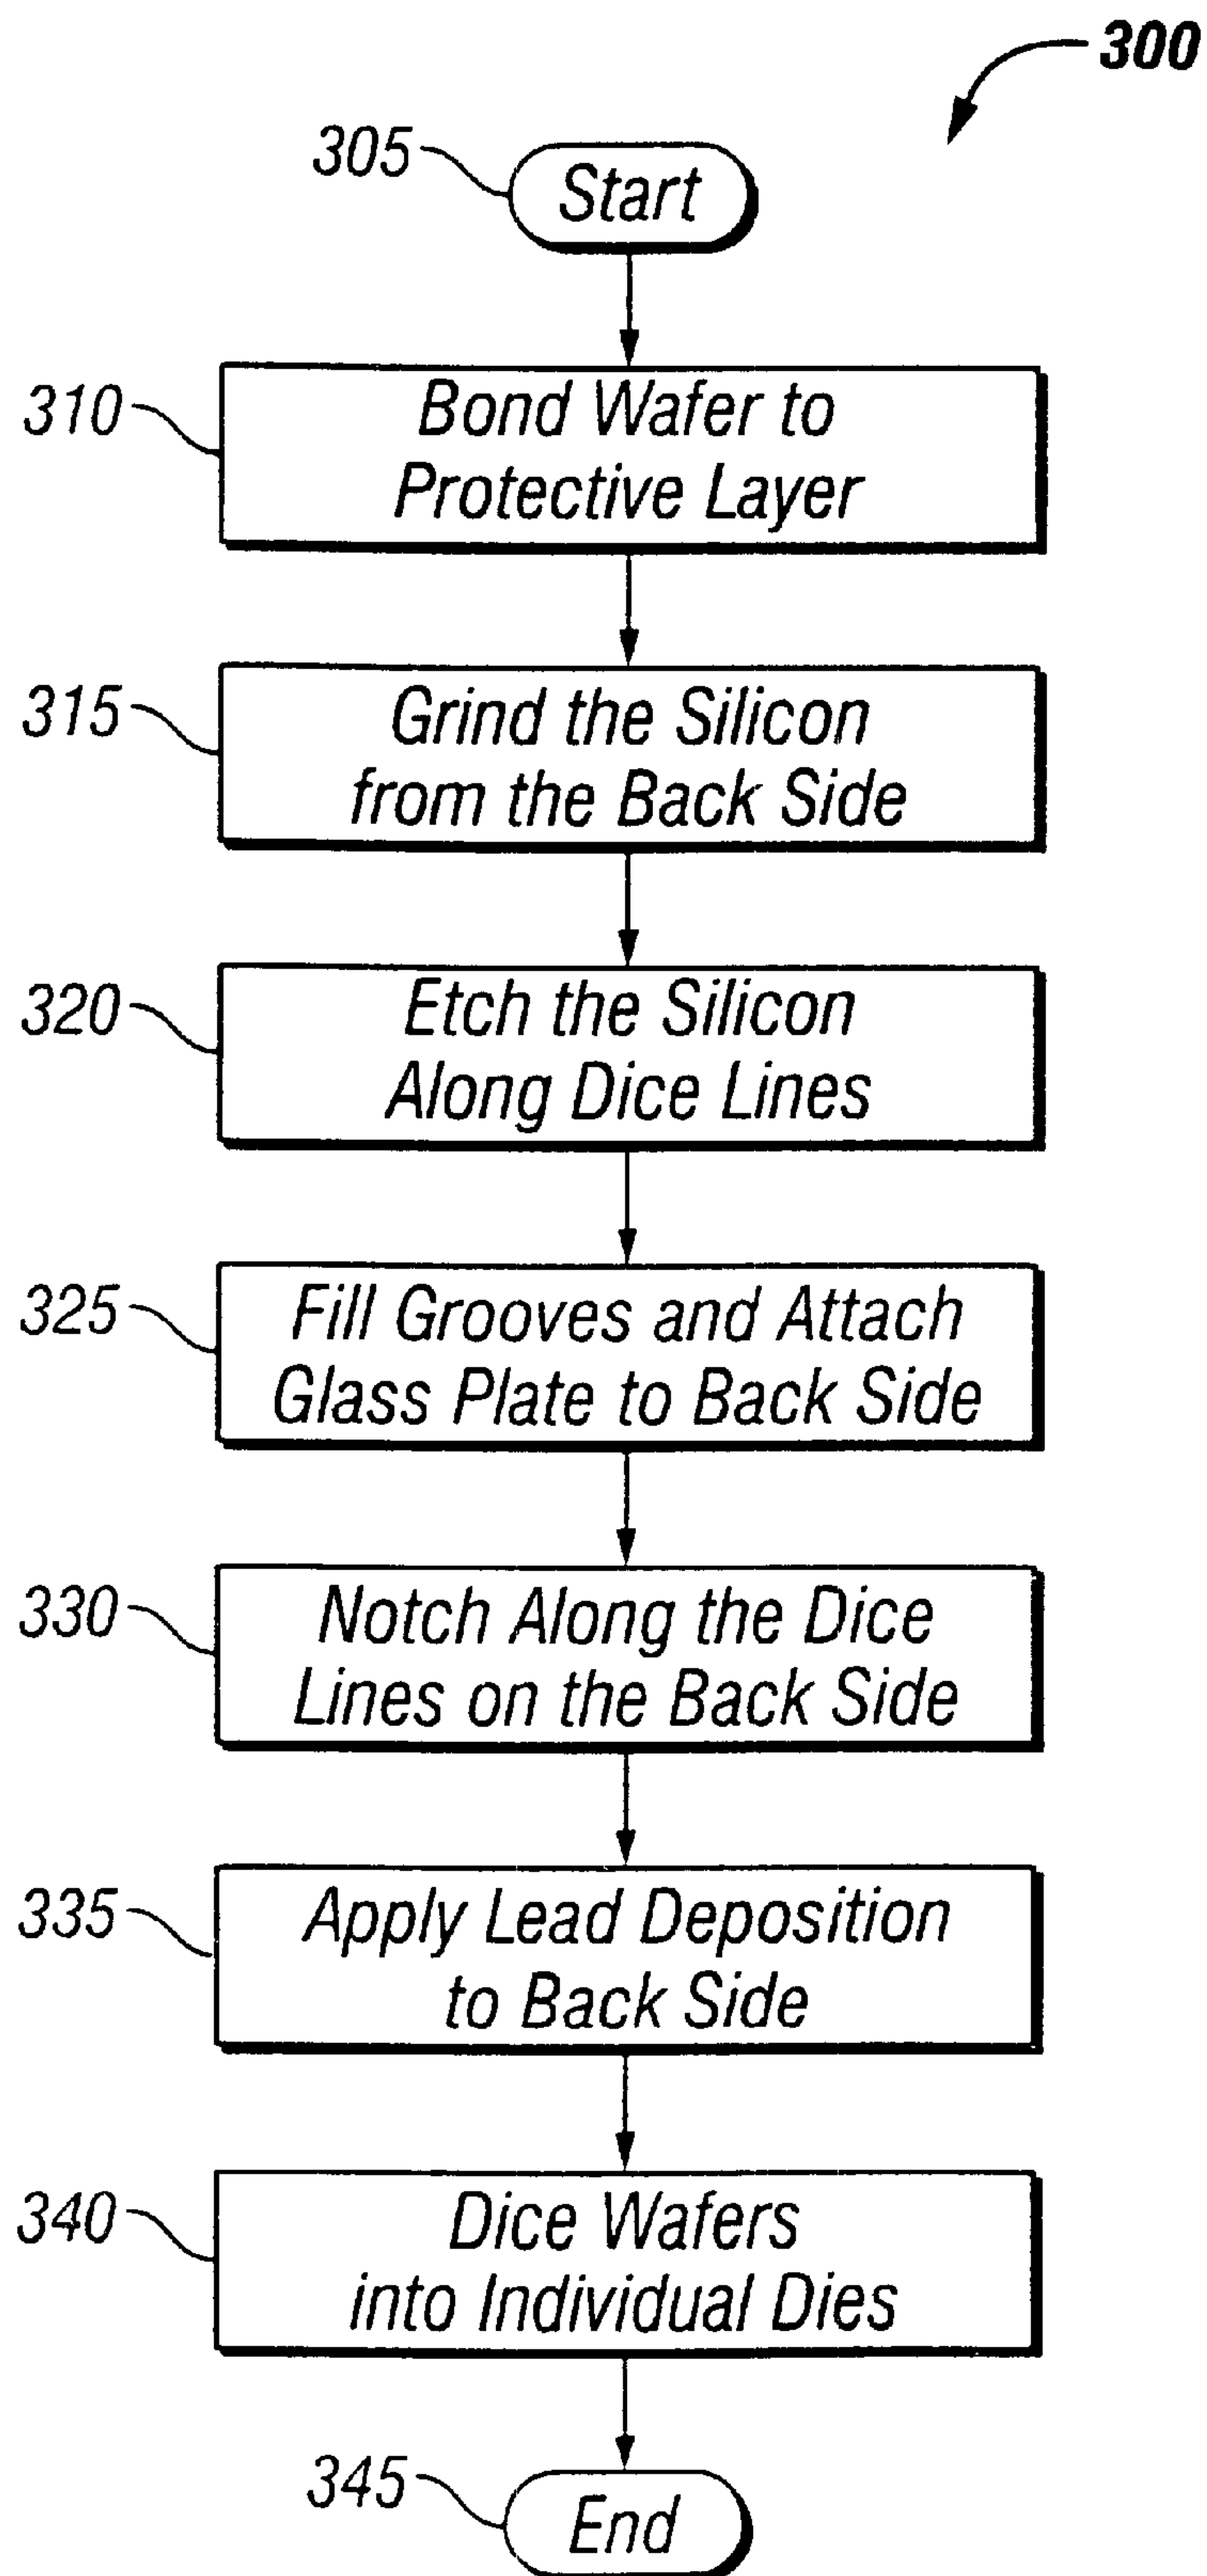 300
305
Start
310
Bond Wafer to
Protective Layer
315
Grind the Silicon
from the Back Side
320
Etch the Silicon
Along Dice Lines
325
Fill Grooves and Attach
Glass Plate to Back Side
330
Notch Along the Dice
Lines on the Back Side
335
Apply Lead Deposition
to Back Side
340
Dice Wafers
into Individual Dies
345
End